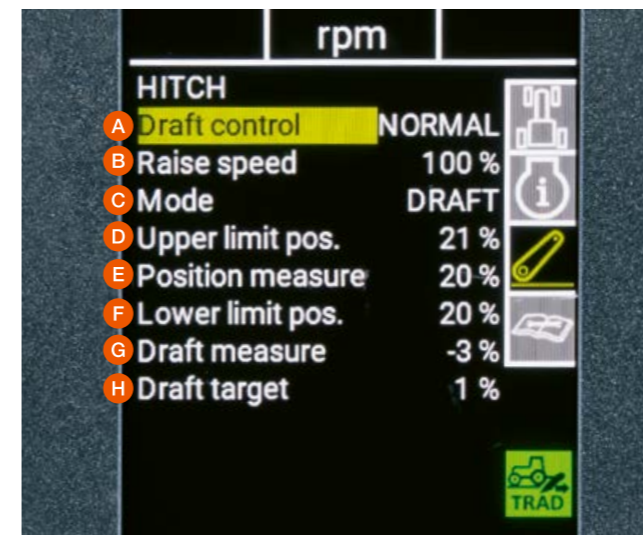 rpm
HITCH
A Draft control NORMAL
B Raise speed 100 %
C Mode DRAFT
D Upper limit pos. 21 %
E Position measure 20 %
F Lower limit pos. 20 %
G Draft measure -3 %
H Draft target 1 %
TRAD